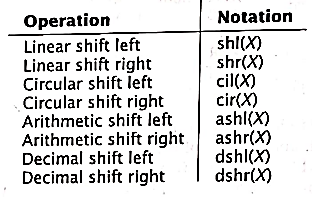 Operation Notation
Linear shift left shl(X)
Linear shift right shr(X)
Circular shift left cil(X)
Circular shift right cir(X)
Arithmetic shift left ashl(X)
Arithmetic shift right ashr(X)
Decimal shift left dshl(X)
Decimal shift right dshr(X)